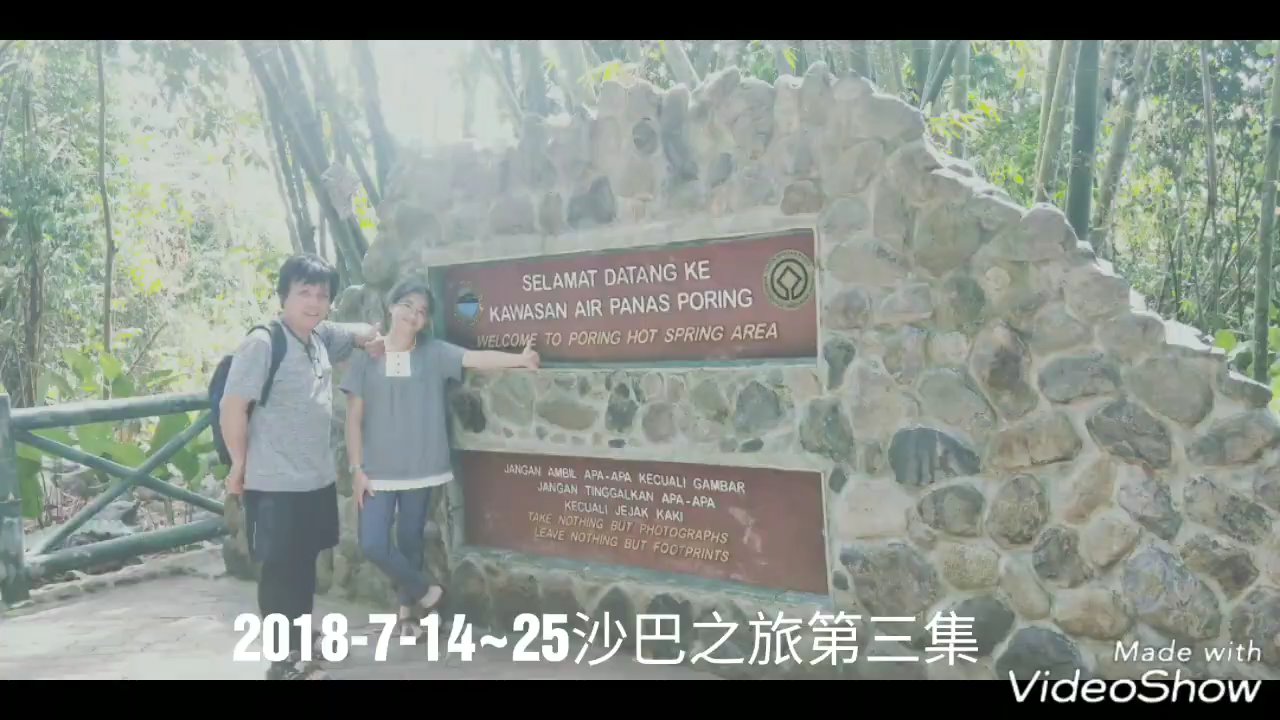 SELAMAT DATANG KE
KAWASAN AIR PANAS PORING
WELCOME TO PORING HOT SPRING AREA
JANGAN AMBIL APA-APA KECUALI GAMBAR
JANGAN TINGGALKAN APA-APA
KECUALI JEJAK KAKI
TAKE NOTHING BUT PHOTOGRAPHS
LEAVE NOTHING BUT FOOTPRINTS
2018-7-14~25沙巴之旅第三集
Made with
VideoShow